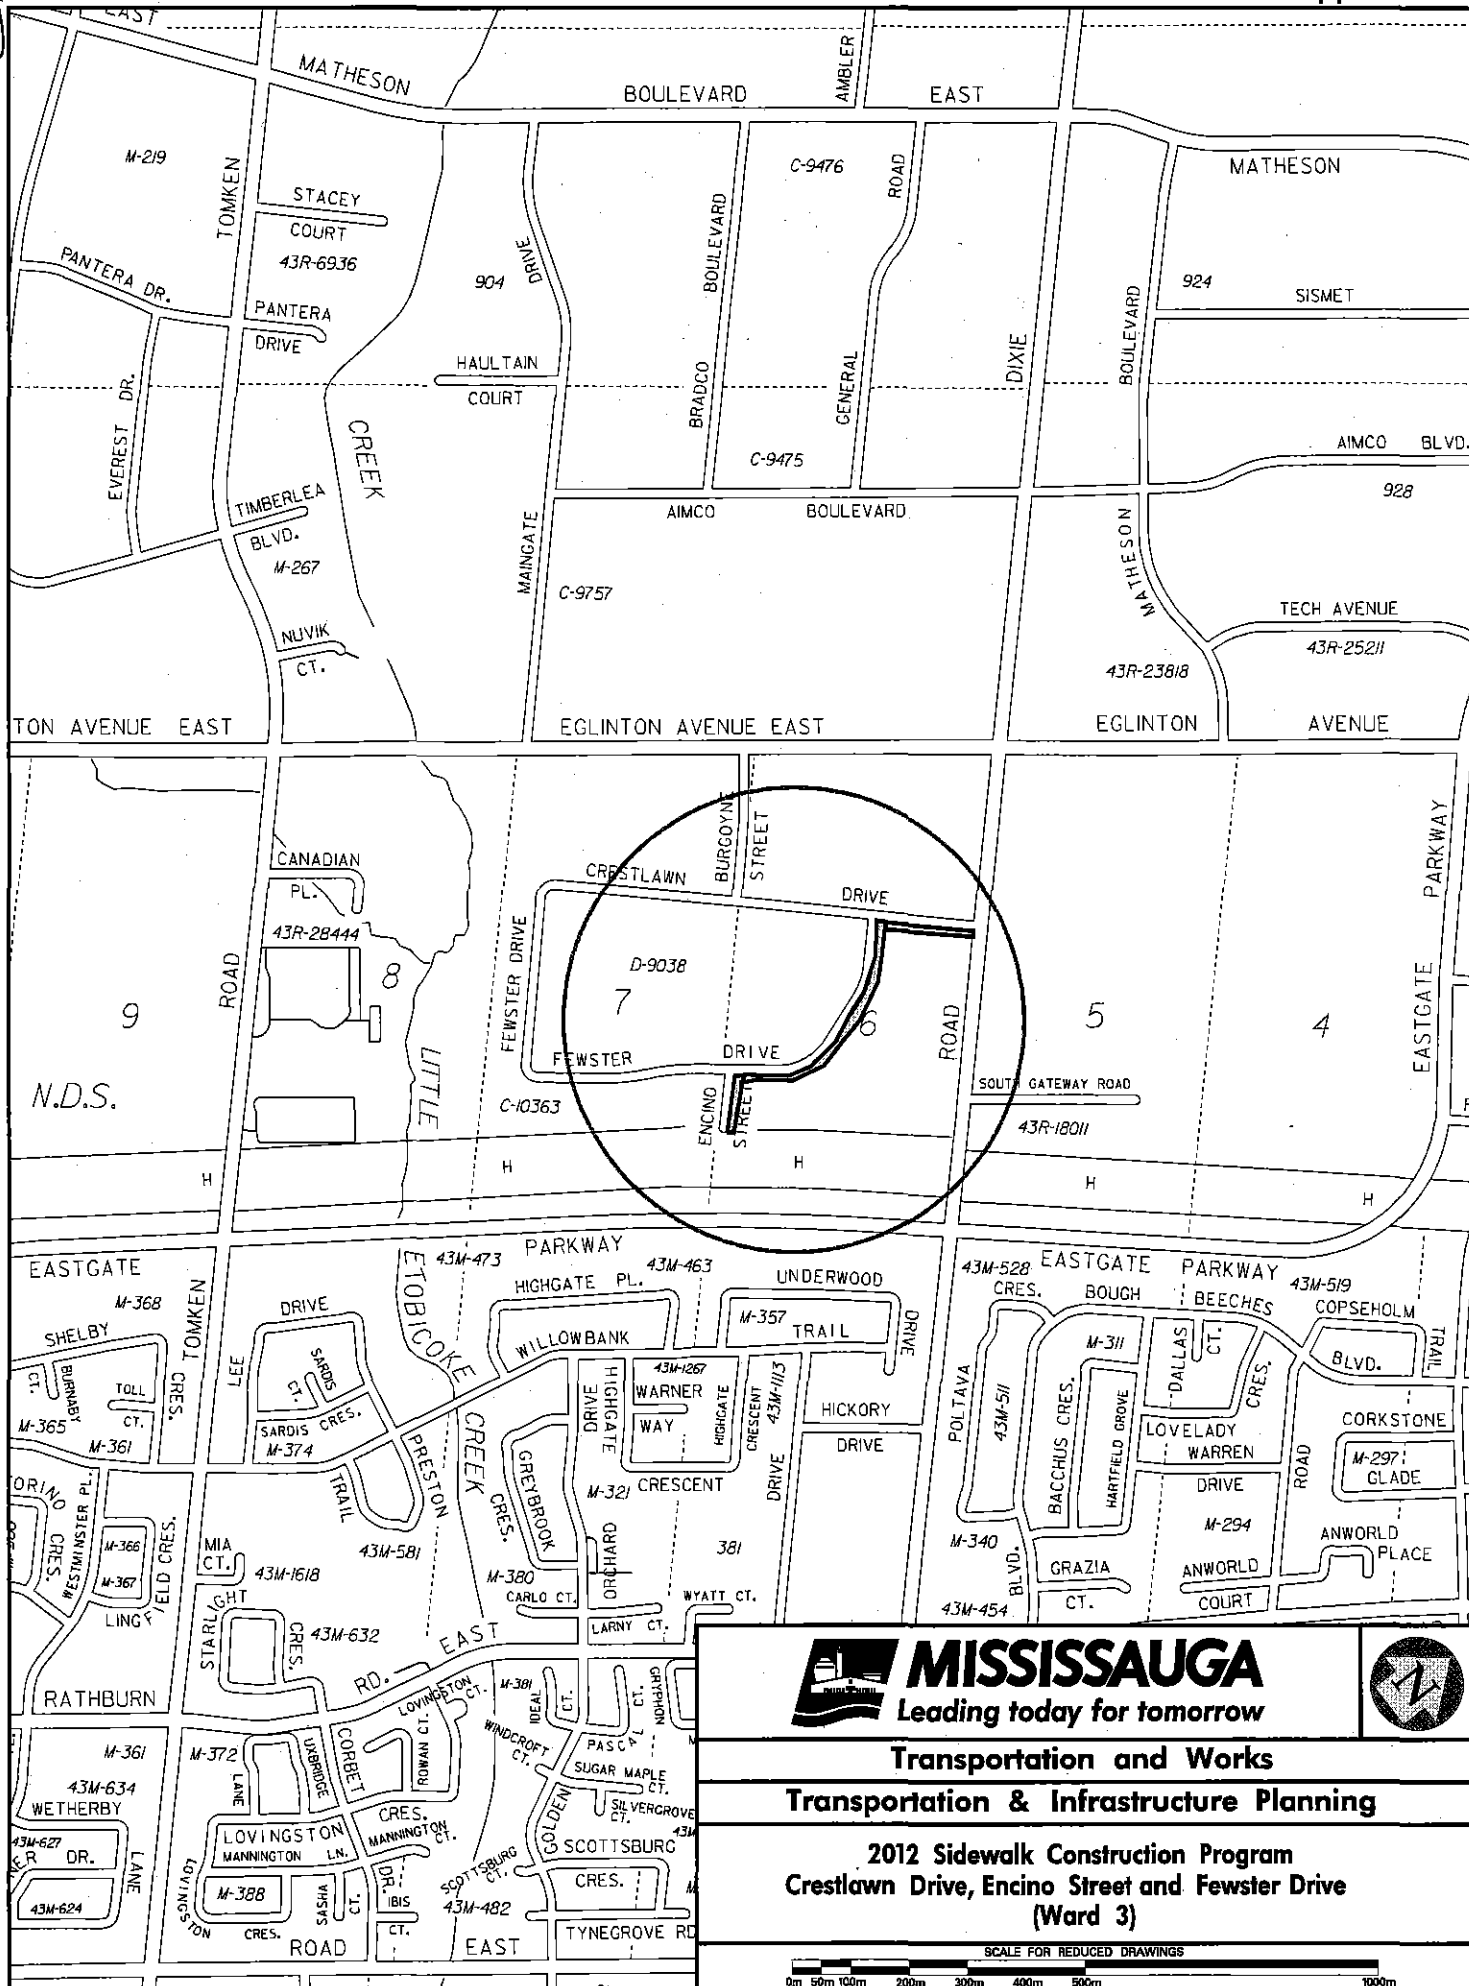 EAST
MATHESON
BOULEVARD
AMBLER
EAST
M-219
TOMKEN
STACEY
COURT
43R-6936
C-9476
ROAD
MATHESON
PANTERA DR.
PANTERA
DRIVE
904
DRIVE
BOULEVARD
924
SISMET
BOULEVARD
HAULTAIN
COURT
BRADCO
GENERAL
DIXIE
EVEREST DR.
CREEK
C-9475
AIMCO BLVD.
928
TIMBERLEA
BLVD.
M-267
AIMCO BOULEVARD
MAINGATE
C-9757
MATHESON
TECH AVENUE
43R-25211
NUVIK
CT.
43R-23818
TON AVENUE EAST
EGLINTON AVENUE EAST
EGLINTON AVENUE
BURGOYNE
STREET
PARKWAY
CANADIAN
PL.
CRESTLAWN
DRIVE
43R-28444
8
ROAD
FEWSTER DRIVE
D-9038
7
6
9
ROAD
5
4
EASTGATE
FEWSTER
DRIVE
LITTLE
N.D.S.
C-10363
ENCINO
STREET
SOUTH GATEWAY ROAD
43R-18011
H
H
H
H
H
EASTGATE
PARKWAY
43M-473
43M-463
43M-528
EASTGATE PARKWAY
43M-519
M-368
TOMKEN
ETOBICOKE
HIGHGATE PL.
UNDERWOOD
CRES.
BOUGH
BEECHES
COPSEHOLM
SHELBY
DRIVE
M-357
TRAIL
DRIVE
M-311
DALLAS
CT.
BLVD.
TRAIL
WILLOWBANK
LEE
SARDIS
CT.
CT.
BURNABY
TOLL
CT.
CRES.
43M-1267
WARNER
WAY
HIGHGATE
DRIVE
HIGHGATE
CRESCENT
43M-1113
HICKORY
DRIVE
POLTAVA
43M-511
BACCHUS CRES.
HARTFIELD GROVE
CRES.
LOVELADY
WARREN
DRIVE
ROAD
CORKSTONE
M-297
GLADE
M-365
M-361
SARDIS CRES.
M-374
TRAIL
PRESTON
CREEK
GREYBROOK
CRES.
M-321
CRESCENT
DRIVE
ORINO
CRES.
WESTMINSTER PL.
M-366
M-367
LINGFIELD CRES.
MIA
CT.
43M-1618
43M-581
M-380
CARLO CT.
ORCHARD
381
WYATT CT.
LARNY CT.
M-340
BLVD.
43M-454
GRAZIA
CT.
M-294
ANWORLD
COURT
ANWORLD
PLACE
STARLIGHT
CRES.
43M-632
RATHBURN
RD. EAST
LOVINGSTON
CT.
M-381
IDEAL
CT.
CT.
GRYPHON
PASCAL
M-361
M-372
LANE
UXBRIDGE
CORBET
ROWAN CT.
WINDCROFT
CT.
SUGAR MAPLE
CT.
SILVERGROVE
CT.
43M-634
WETHERBY
43M-627
NER DR.
LANE
CRES.
LOVINGSTON
MANNINGTON LN.
MANNINGTON
CT.
GOLDEN
SCOTTSBURG
CRES.
SCOTTSBURG
CT.
43M-482
43M-624
LOVINGSTON
M-388
CRES.
SASHA
CT.
DR.
IBIS
CT.
ROAD EAST
TYNEGROVE RD
MISSISSAUGA
Leading today for tomorrow
Transportation and Works
Transportation & Infrastructure Planning
2012 Sidewalk Construction Program
Crestlawn Drive, Encino Street and Fewster Drive
(Ward 3)
SCALE FOR REDUCED DRAWINGS
0m 50m 100m 200m 300m 400m 500m 1000m